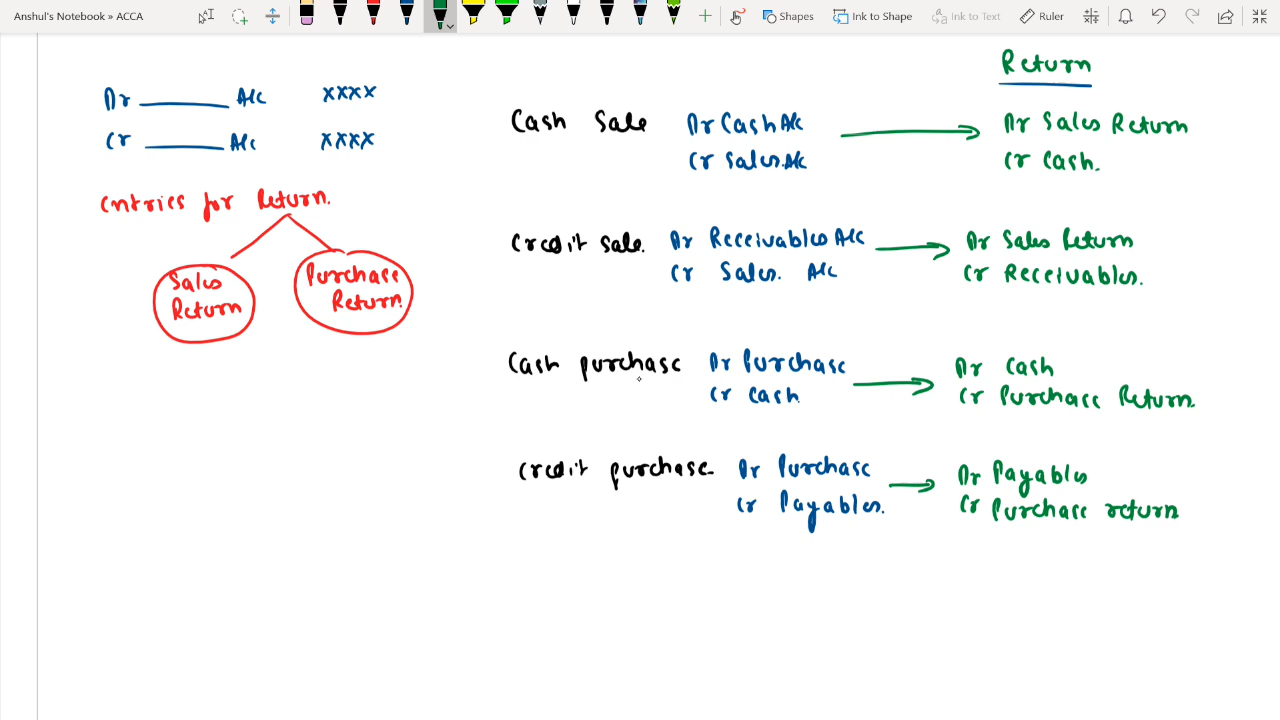 Anshul's Notebook » ACCA
Shapes
Ink to Shape
Ink to Text
Ruler
Dr ______ A/c xxxx
Cr ______ A/c xxxx
Entries for Return.
Sales Return
Purchase Return.
Return
Cash Sale Dr Cash A/c → Dr Sales Return
Cr Sales. A/c Cr Cash.
Credit sale. Dr Receivables A/c → Dr Sales Return
Cr Sales. A/c Cr Receivables.
Cash purchase Dr Purchase → Dr Cash
Cr Cash Cr Purchase Return.
Credit purchase Dr Purchase → Dr Payables
Cr Payables. Cr Purchase return